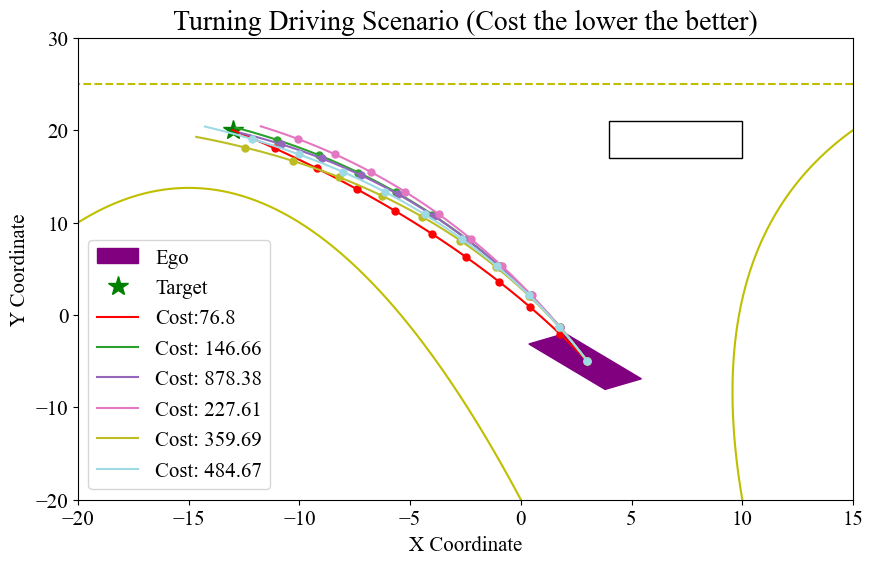 Turning Driving Scenario (Cost the lower the better)
30
20
10
0
−10
−20
Y Coordinate
Ego
Target
Cost:76.8
Cost: 146.66
Cost: 878.38
Cost: 227.61
Cost: 359.69
Cost: 484.67
−20 −15 −10 −5 0 5 10 15
X Coordinate